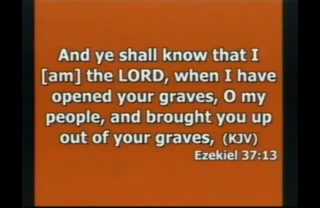 And ye shall know that I
[am] the LORD, when I have
opened your graves, O my
people, and brought you up
out of your graves, (KJV)
Ezekiel 37:13